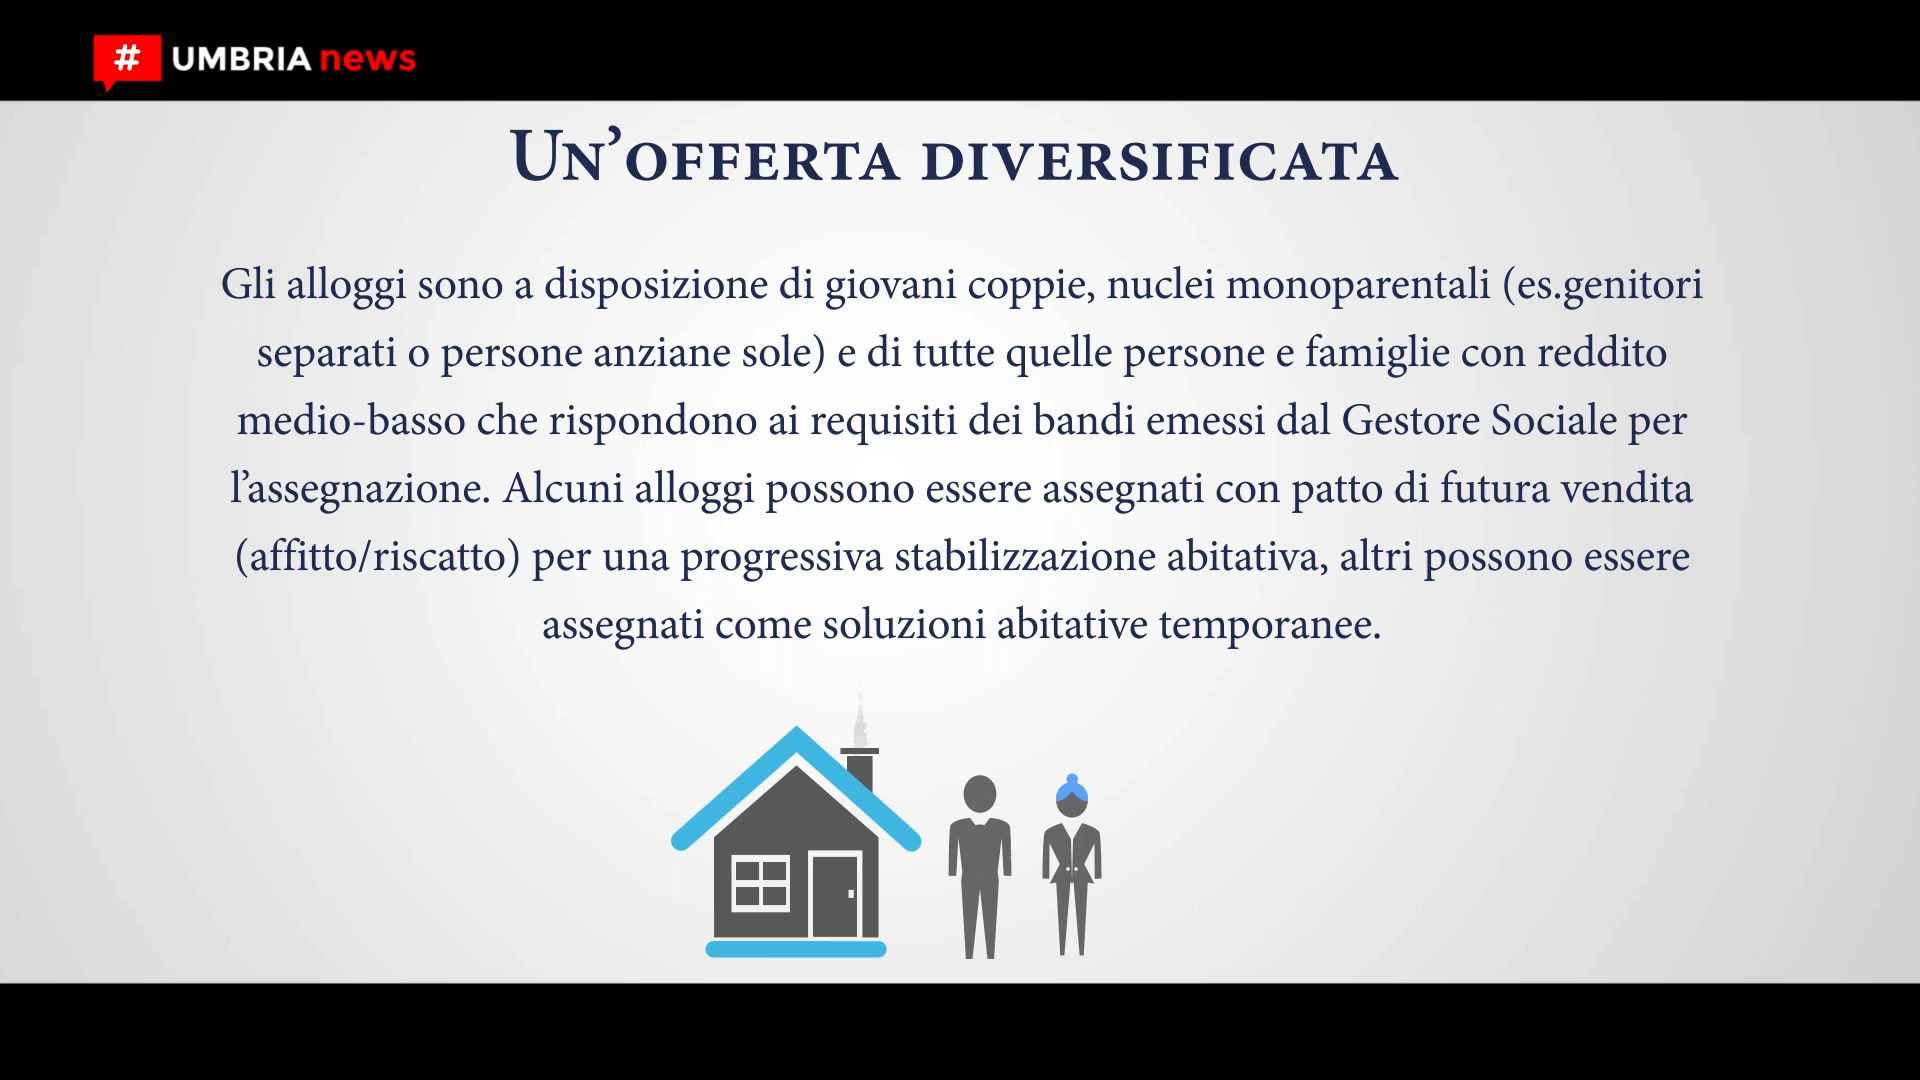 # UMBRIA news
Un'offerta diversificata
Gli alloggi sono a disposizione di giovani coppie, nuclei monoparentali (es.genitori
separati o persone anziane sole) e di tutte quelle persone e famiglie con reddito
medio-basso che rispondono ai requisiti dei bandi emessi dal Gestore Sociale per
l’assegnazione. Alcuni alloggi possono essere assegnati con patto di futura vendita
(affitto/riscatto) per una progressiva stabilizzazione abitativa, altri possono essere
assegnati come soluzioni abitative temporanee.